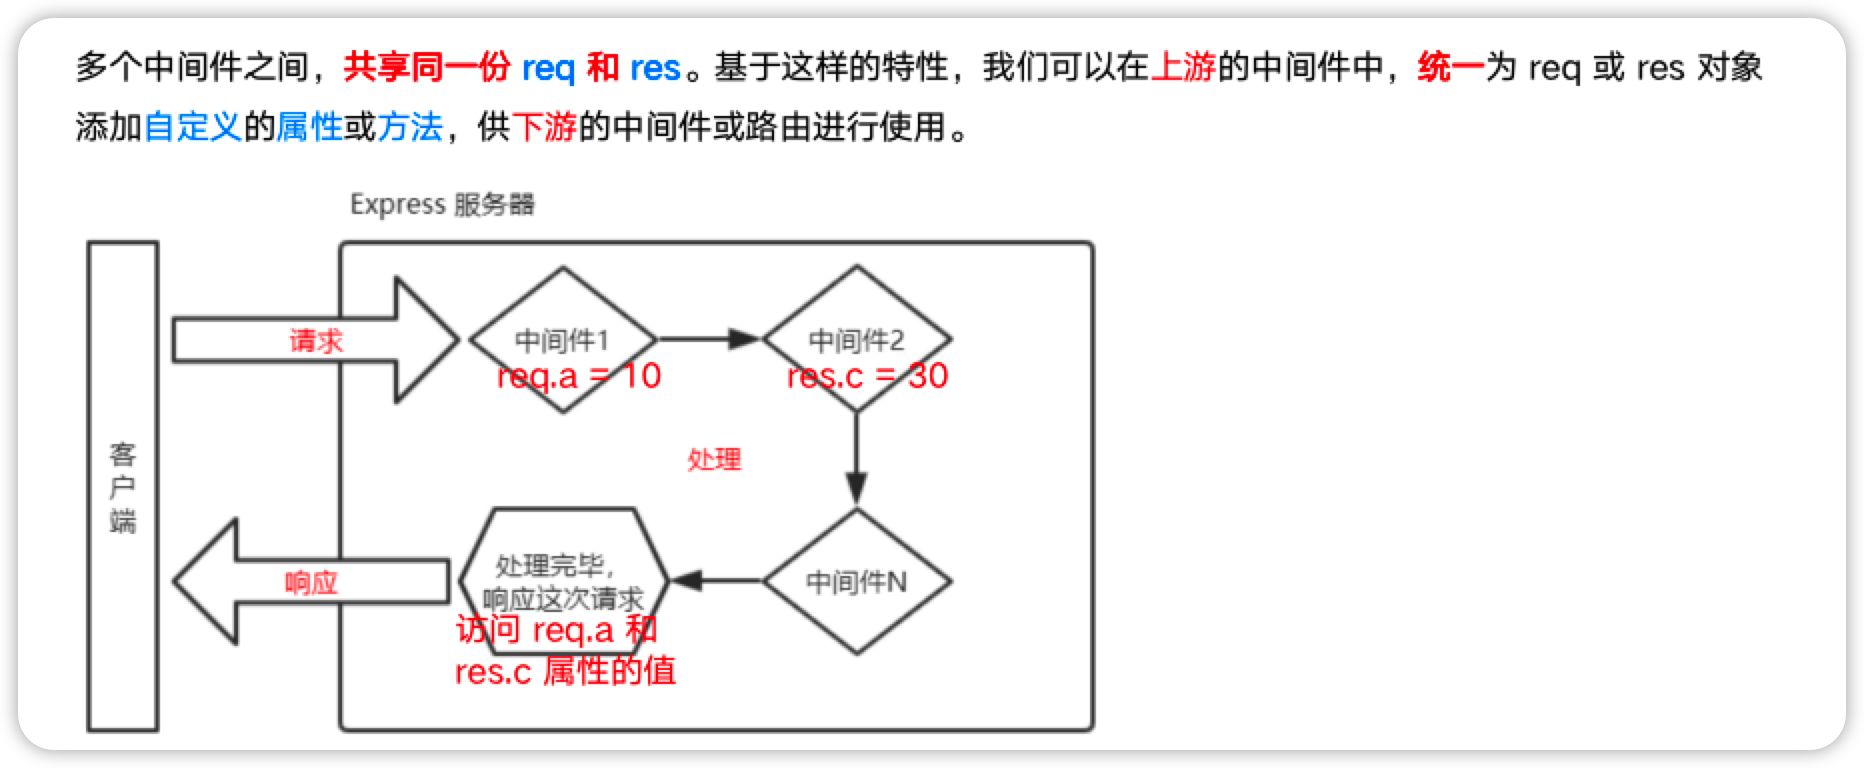 多个中间件之间，共享同一份 req 和 res。基于这样的特性，我们可以在上游的中间件中，统一为 req 或 res 对象
添加自定义的属性或方法，供下游的中间件或路由进行使用。
Express 服务器
请求
中间件1
req.a = 10
中间件2
res.c = 30
客
户
端
处理
响应
处理完毕，
响应这次请求
访问 req.a 和
res.c 属性的值
中间件N